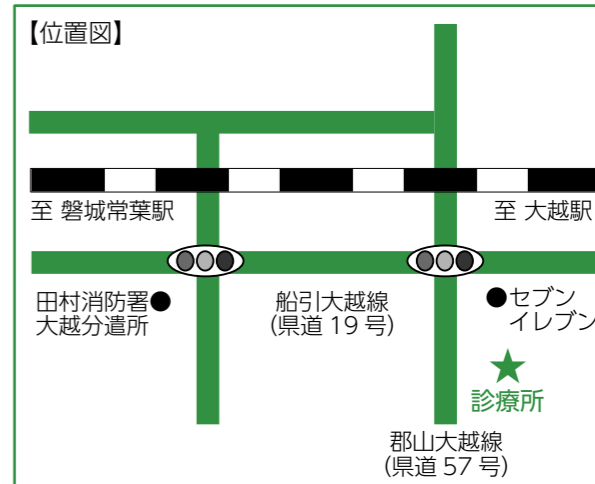 【位置図】
至 磐城常葉駅
至 大越駅
田村消防署●
大越分遣所
船引大越線
(県道 19 号)
●セブン
イレブン
★
診療所
郡山大越線
(県道 57 号)